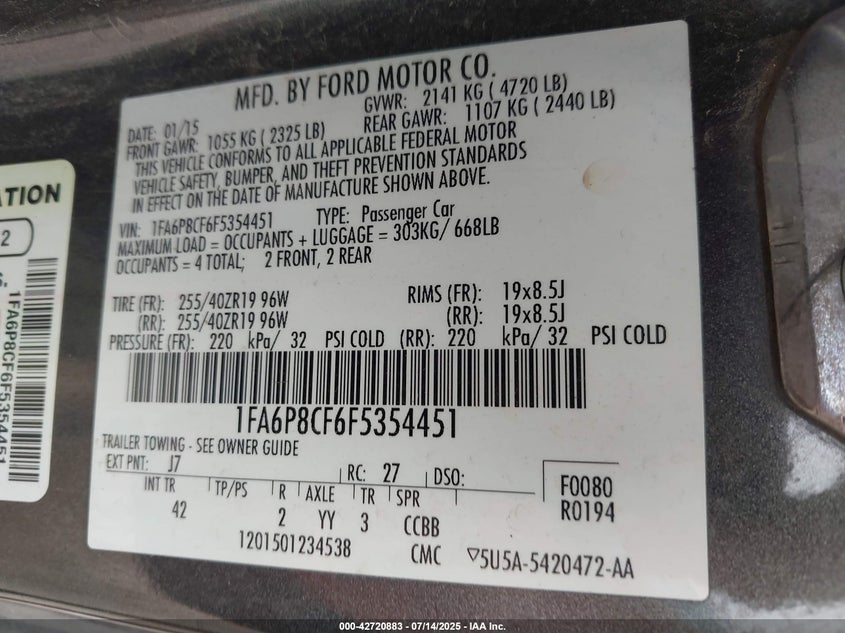 MFD. BY FORD MOTOR CO.
DATE: 01/15 GVWR: 2141 KG ( 4720 LB)
FRONT GAWR: 1055 KG ( 2325 LB) REAR GAWR: 1107 KG ( 2440 LB)
THIS VEHICLE CONFORMS TO ALL APPLICABLE FEDERAL MOTOR
VEHICLE SAFETY, BUMPER, AND THEFT PREVENTION STANDARDS
IN EFFECT ON THE DATE OF MANUFACTURE SHOWN ABOVE.
VIN: 1FA6P8CF6F5354451 TYPE: Passenger Car
MAXIMUM LOAD = OCCUPANTS + LUGGAGE = 303KG/ 668LB
OCCUPANTS = 4 TOTAL; 2 FRONT, 2 REAR
TIRE (FR): 255/40ZR19 96W RIMS (FR): 19x8.5J
(RR): 255/40ZR19 96W (RR): 19x8.5J
PRESSURE (FR): 220 kPa/ 32 PSI COLD (RR): 220 kPa/ 32 PSI COLD
1FA6P8CF6F5354451
TRAILER TOWING - SEE OWNER GUIDE
EXT PNT: J7 RC: 27 DSO: F0080
INT TR TP/PS R AXLE TR SPR R0194
42 2 YY 3 CCBB
1201501234538 CMC ▽5U5A-5420472-AA
ATION
2
1FA6P8CF6F5354451
000-42720883 - 07/14/2025 - IAA Inc.